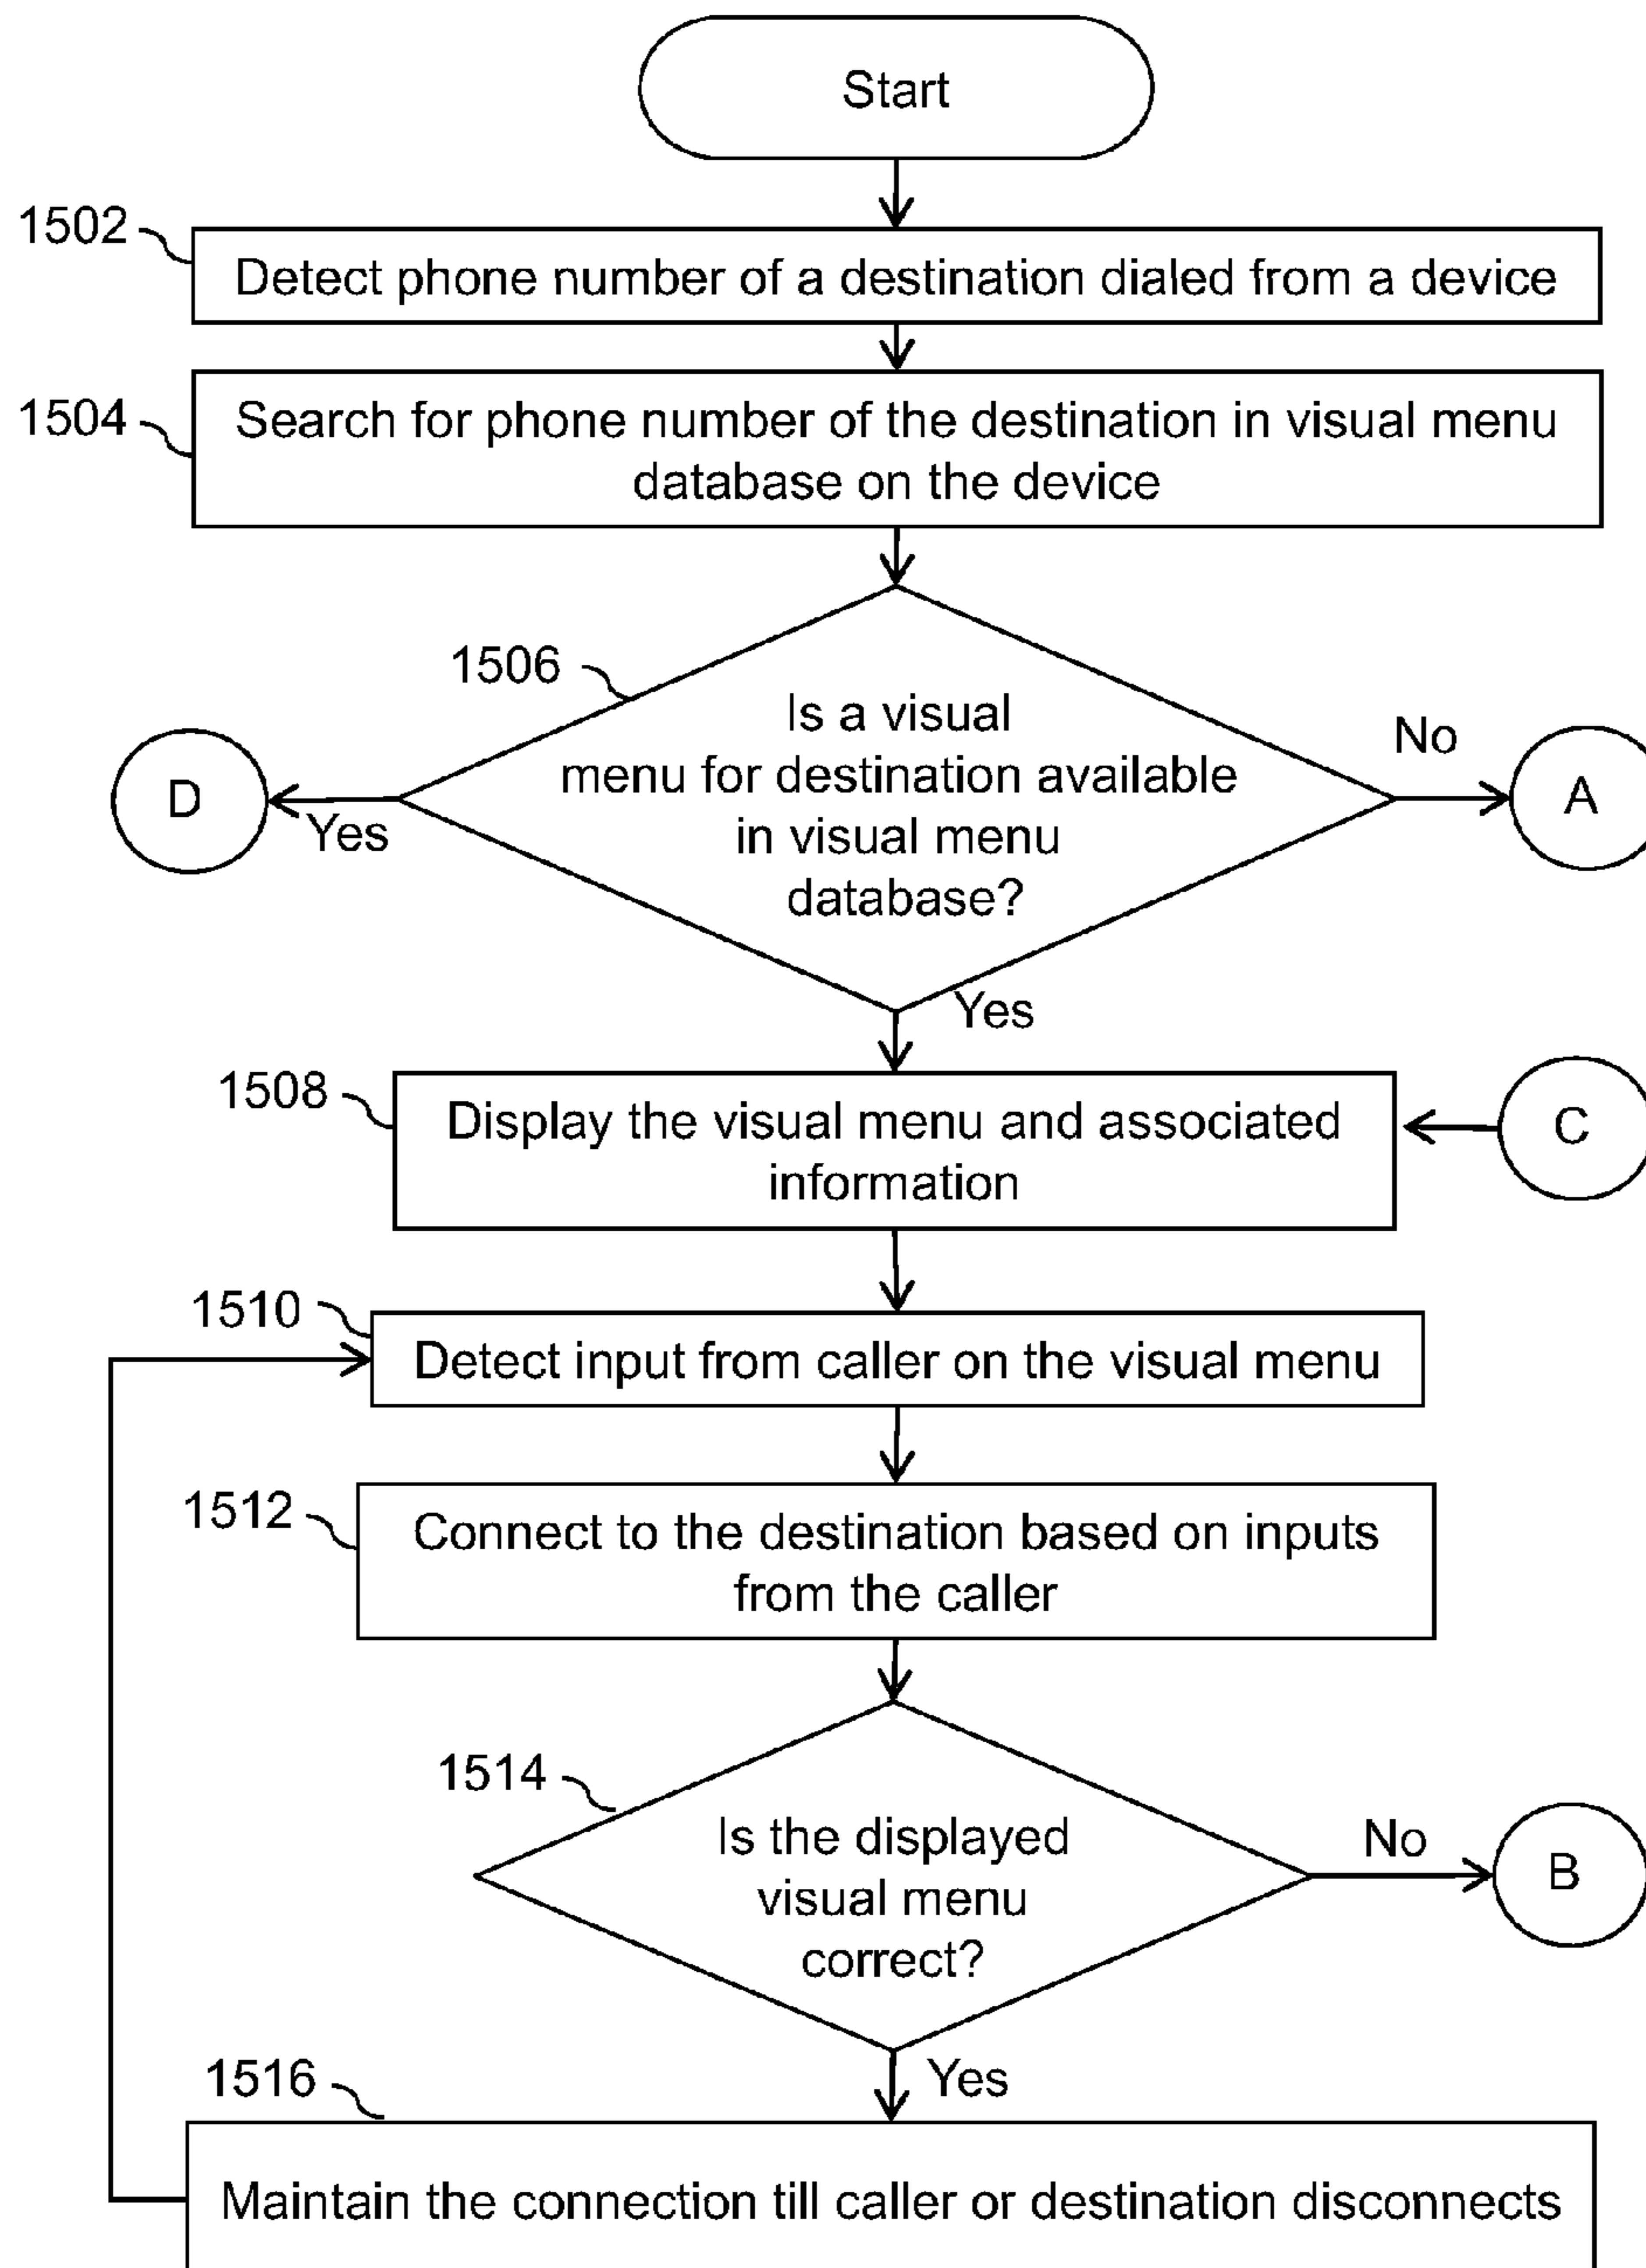 Start
1502
Detect phone number of a destination dialed from a device
1504
Search for phone number of the destination in visual menu
database on the device
1506
Is a visual
menu for destination available
in visual menu
database?
No
A
D
Yes
Yes
1508
Display the visual menu and associated
information
C
1510
Detect input from caller on the visual menu
1512
Connect to the destination based on inputs
from the caller
1514
Is the displayed
visual menu
correct?
No
B
Yes
1516
Maintain the connection till caller or destination disconnects